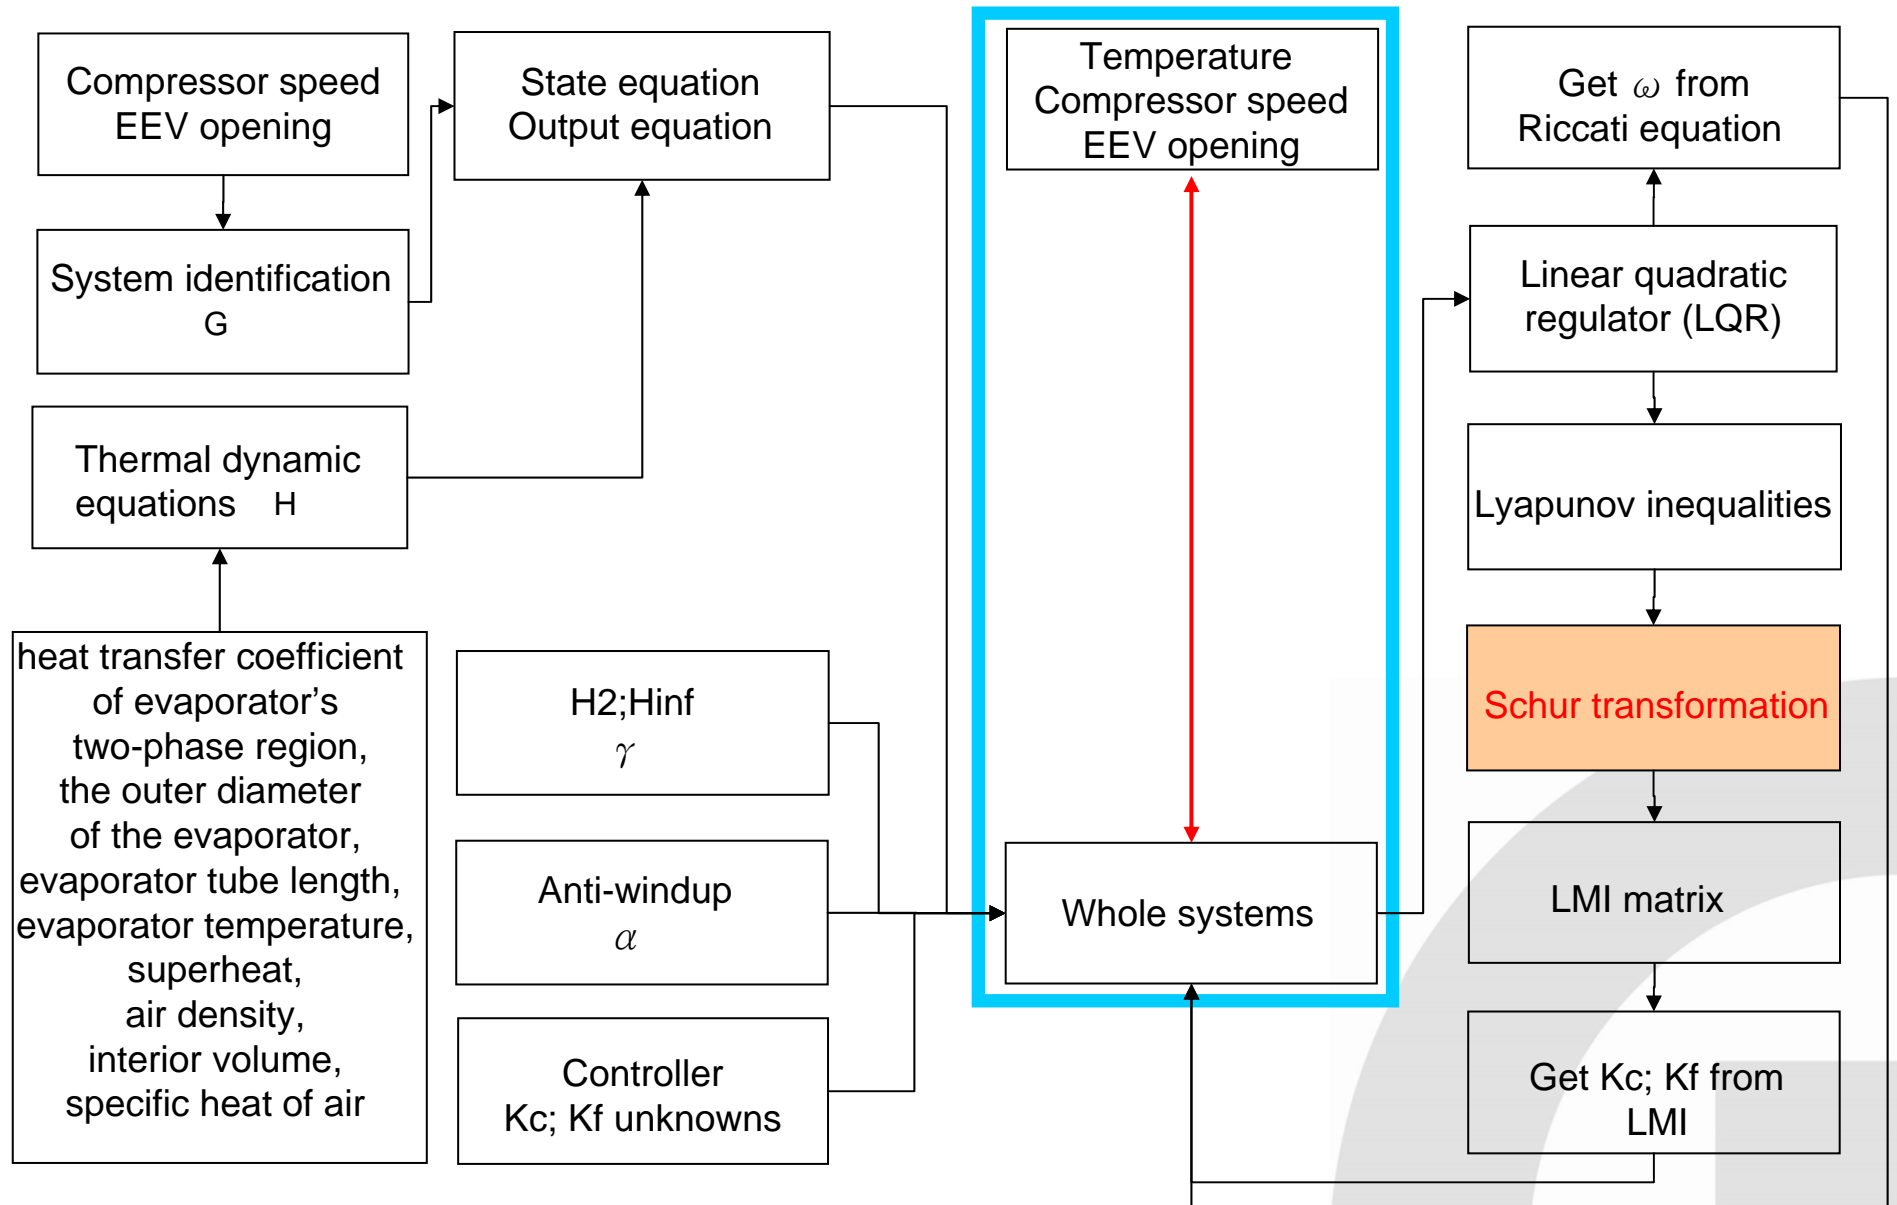 Compressor speed
EEV opening
System identification
G
Thermal dynamic
equations H
heat transfer coefficient
of evaporator’s
two-phase region,
the outer diameter
of the evaporator,
evaporator tube length,
evaporator temperature,
superheat,
air density,
interior volume,
specific heat of air
State equation
Output equation
H2;Hinf
γ
Anti-windup
α
Controller
Kc; Kf unknowns
Temperature
Compressor speed
EEV opening
Whole systems
Get ω from
Riccati equation
Linear quadratic
regulator (LQR)
Lyapunov inequalities
Schur transformation
LMI matrix
Get Kc; Kf from
LMI